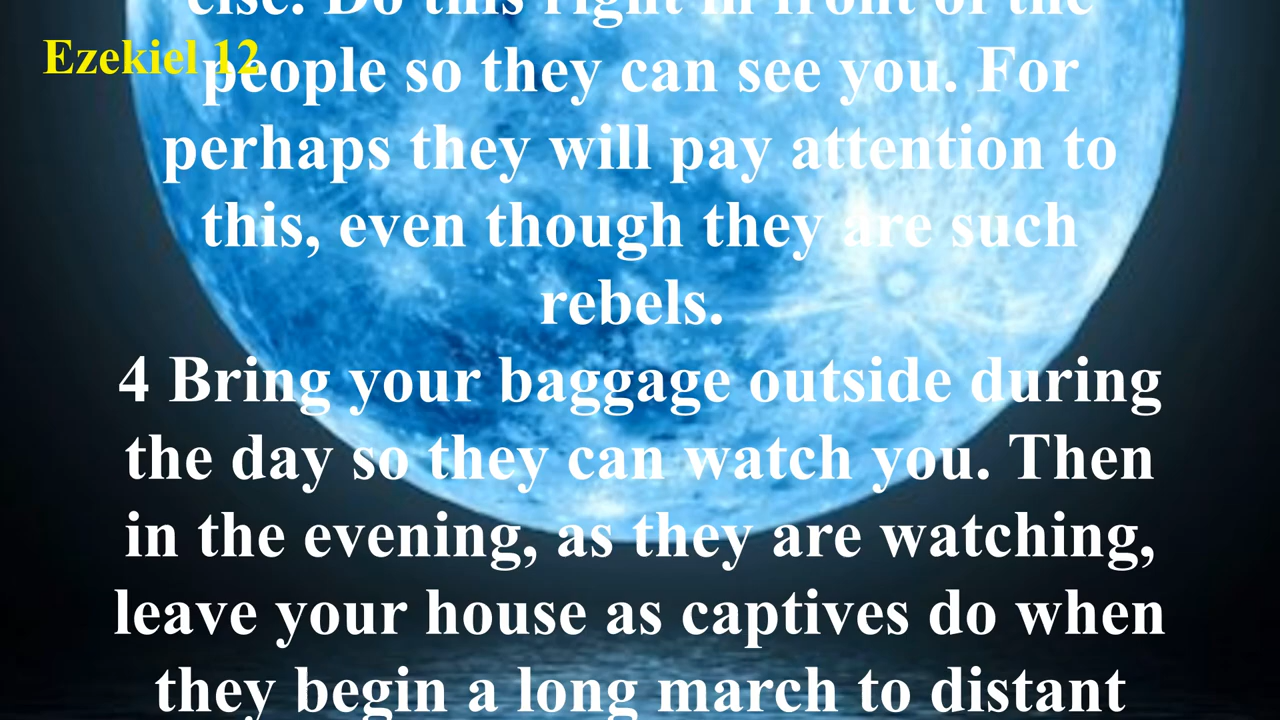 else. Do this right in front of the
Ezekiel 12
people so they can see you. For
perhaps they will pay attention to
this, even though they are such
rebels.
4 Bring your baggage outside during
the day so they can watch you. Then
in the evening, as they are watching,
leave your house as captives do when
they begin a long march to distant